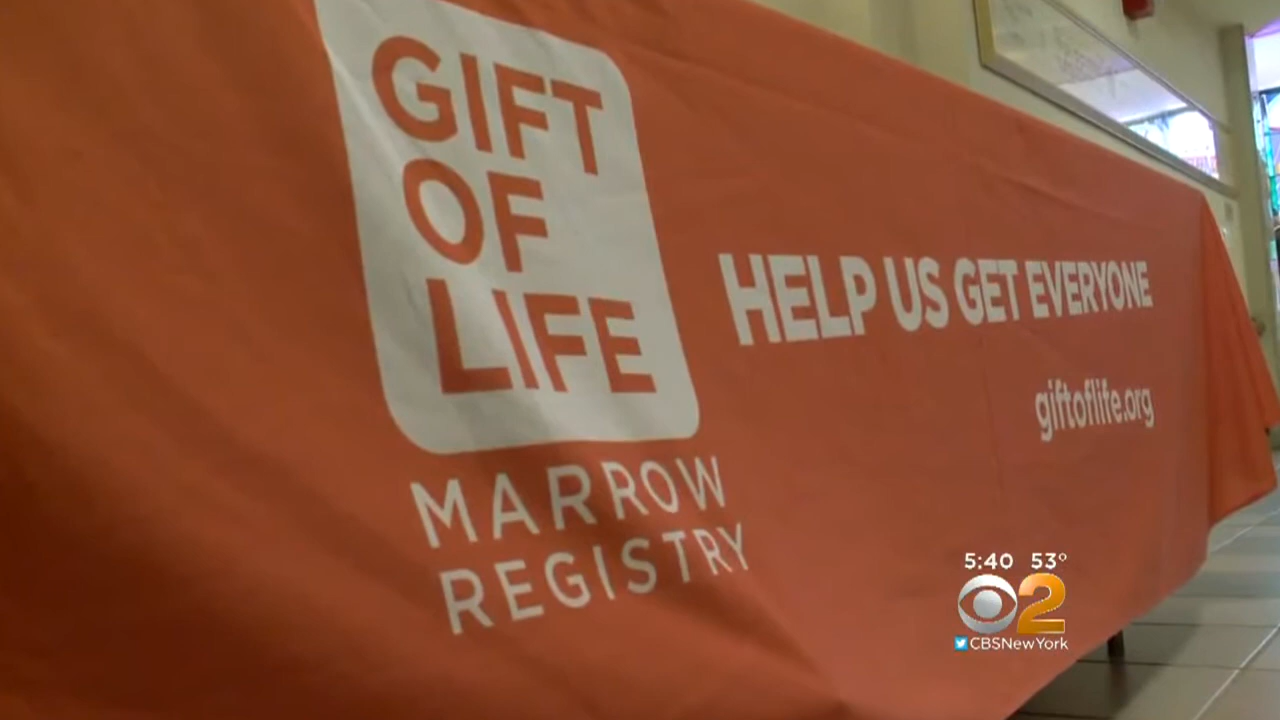 GIFT
OF
LIFE
MARROW
REGISTRY
HELP US GET EVERYONE
giftoflife.org
5:40 53°
2
CBSNewYork